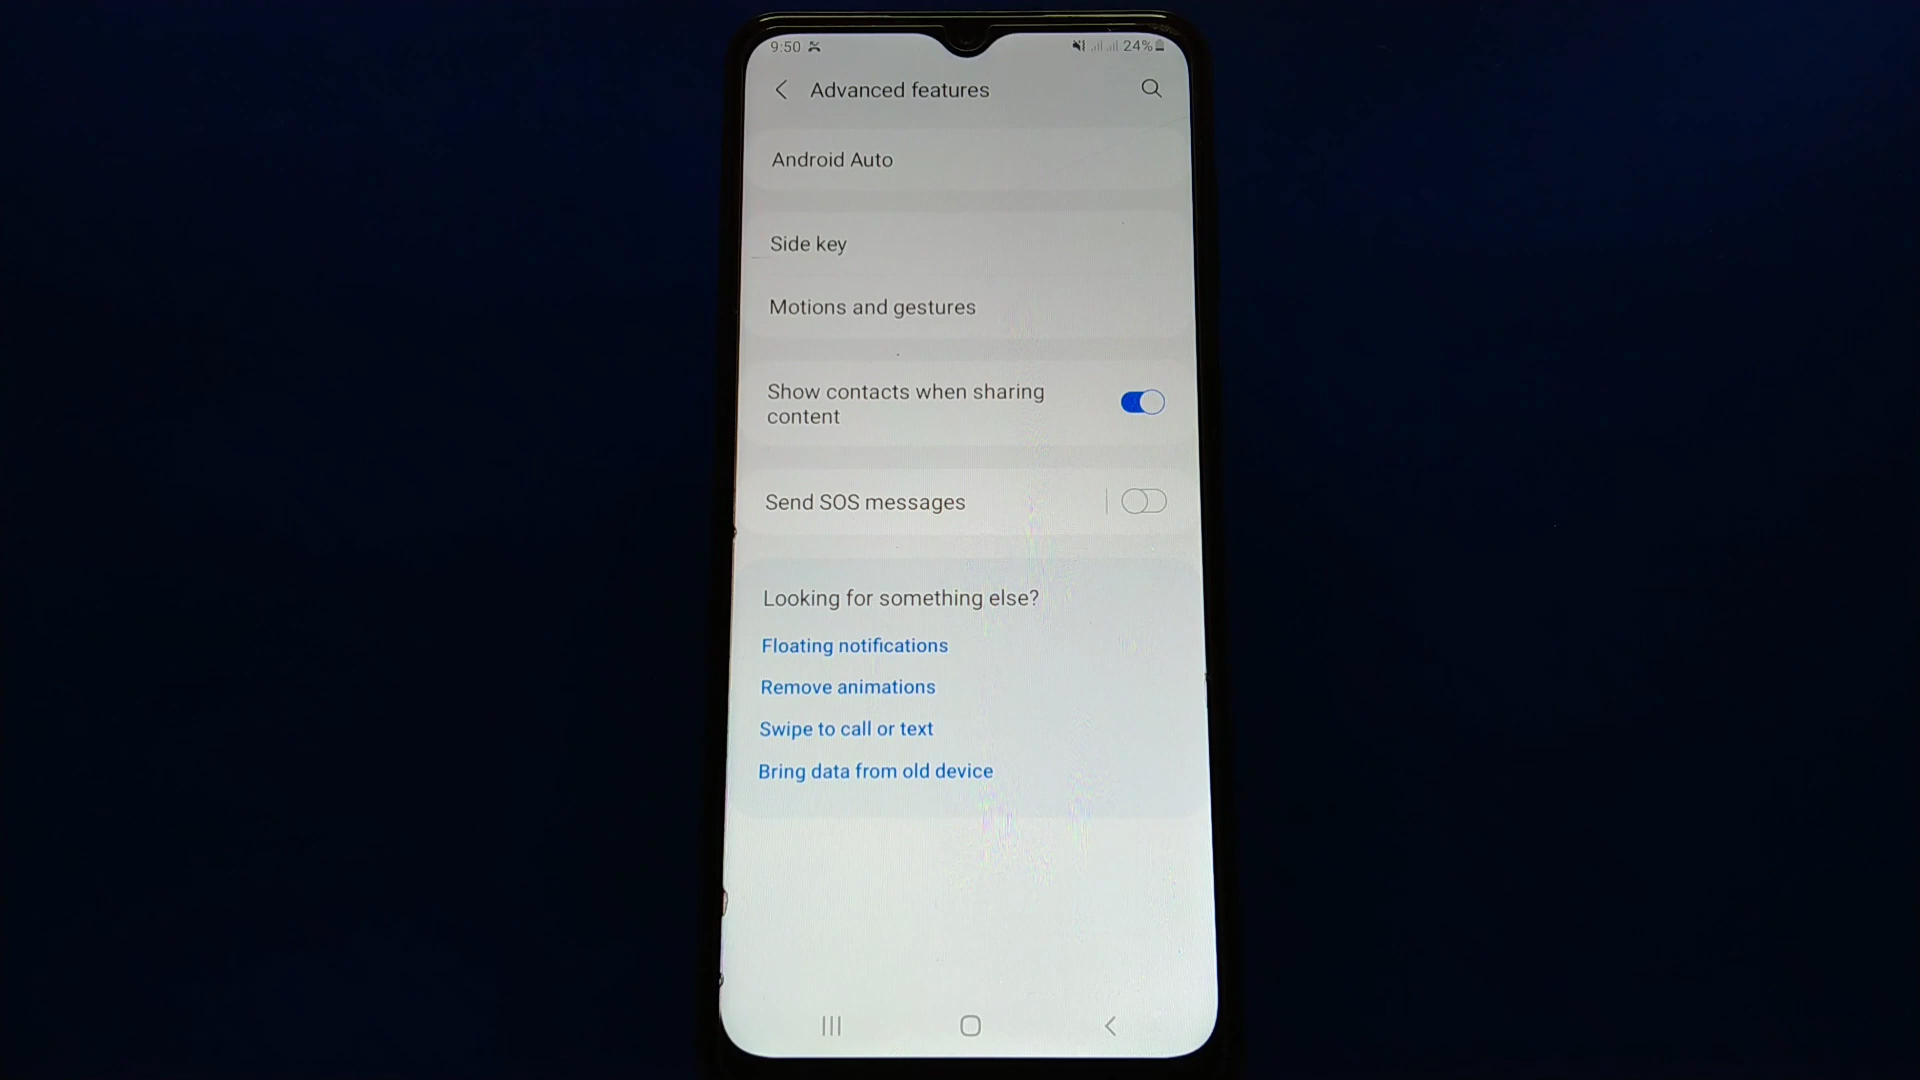 9:50
24%
Advanced features
Android Auto
Side key
Motions and gestures
Show contacts when sharing
content
Send SOS messages
Looking for something else?
Floating notifications
Remove animations
Swipe to call or text
Bring data from old device